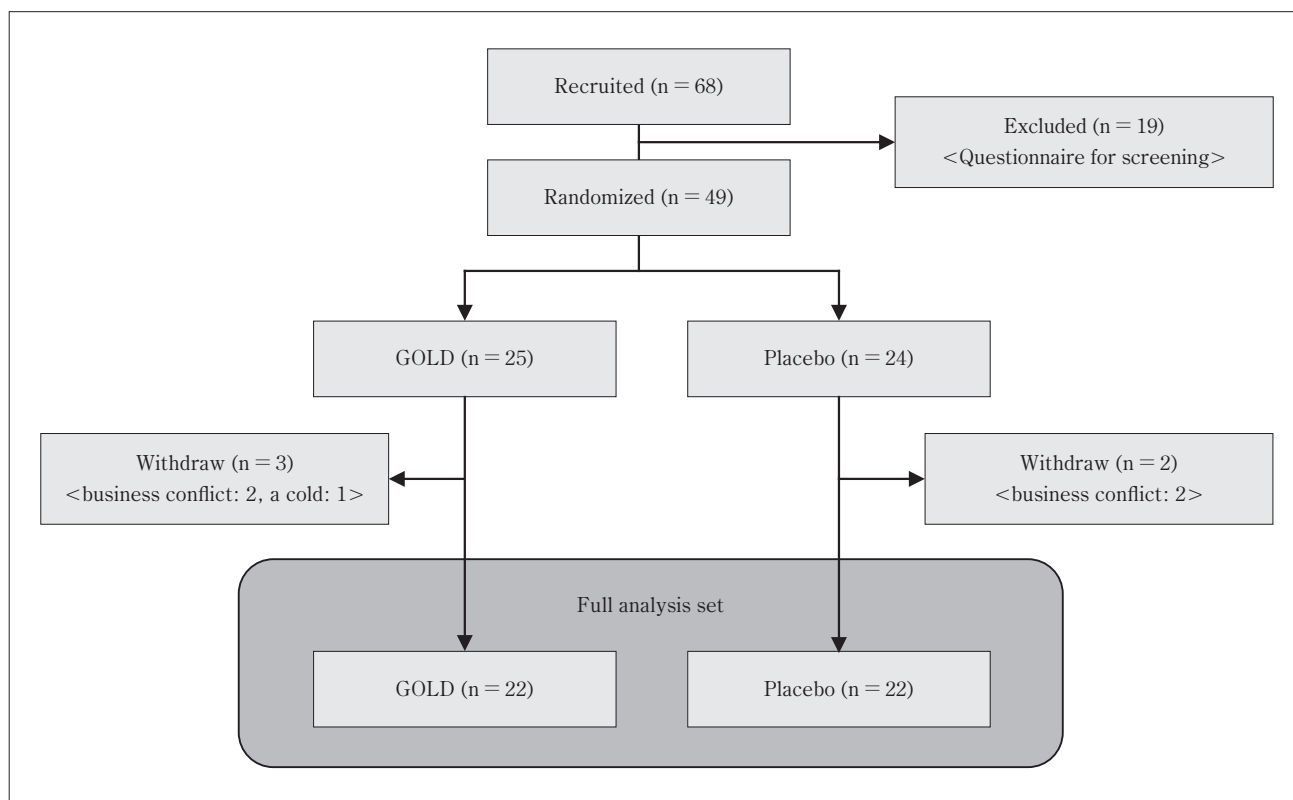 Recruited (n = 68)
Excluded (n = 19)
<Questionnaire for screening>
Randomized (n = 49)
GOLD (n = 25)
Placebo (n = 24)
Withdraw (n = 3)
<business conflict: 2, a cold: 1>
Withdraw (n = 2)
<business conflict: 2>
Full analysis set
GOLD (n = 22)
Placebo (n = 22)